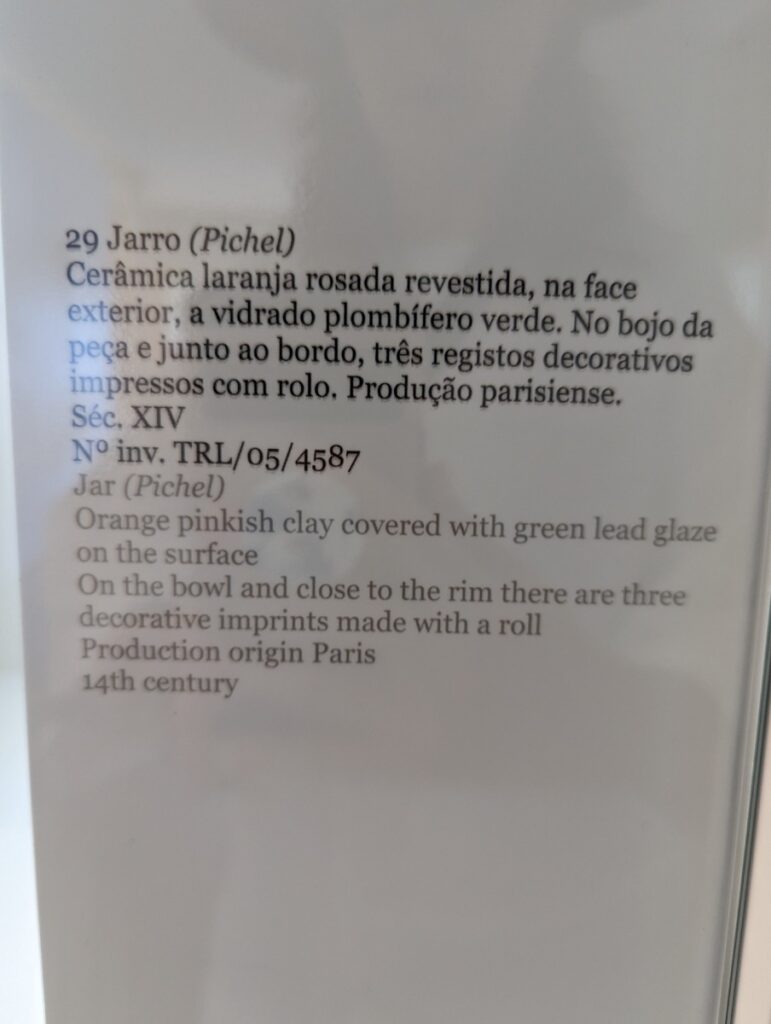 29 Jarro (Pichel)
Cerâmica laranja rosada revestida, na face
exterior, a vidrado plombífero verde. No bojo da
peça e junto ao bordo, três registos decorativos
impressos com rolo. Produção parisiense.
Séc. XIV
Nº inv. TRL/05/4587
Jar (Pichel)
Orange pinkish clay covered with green lead glaze
on the surface
On the bowl and close to the rim there are three
decorative imprints made with a roll
Production origin Paris
14th century